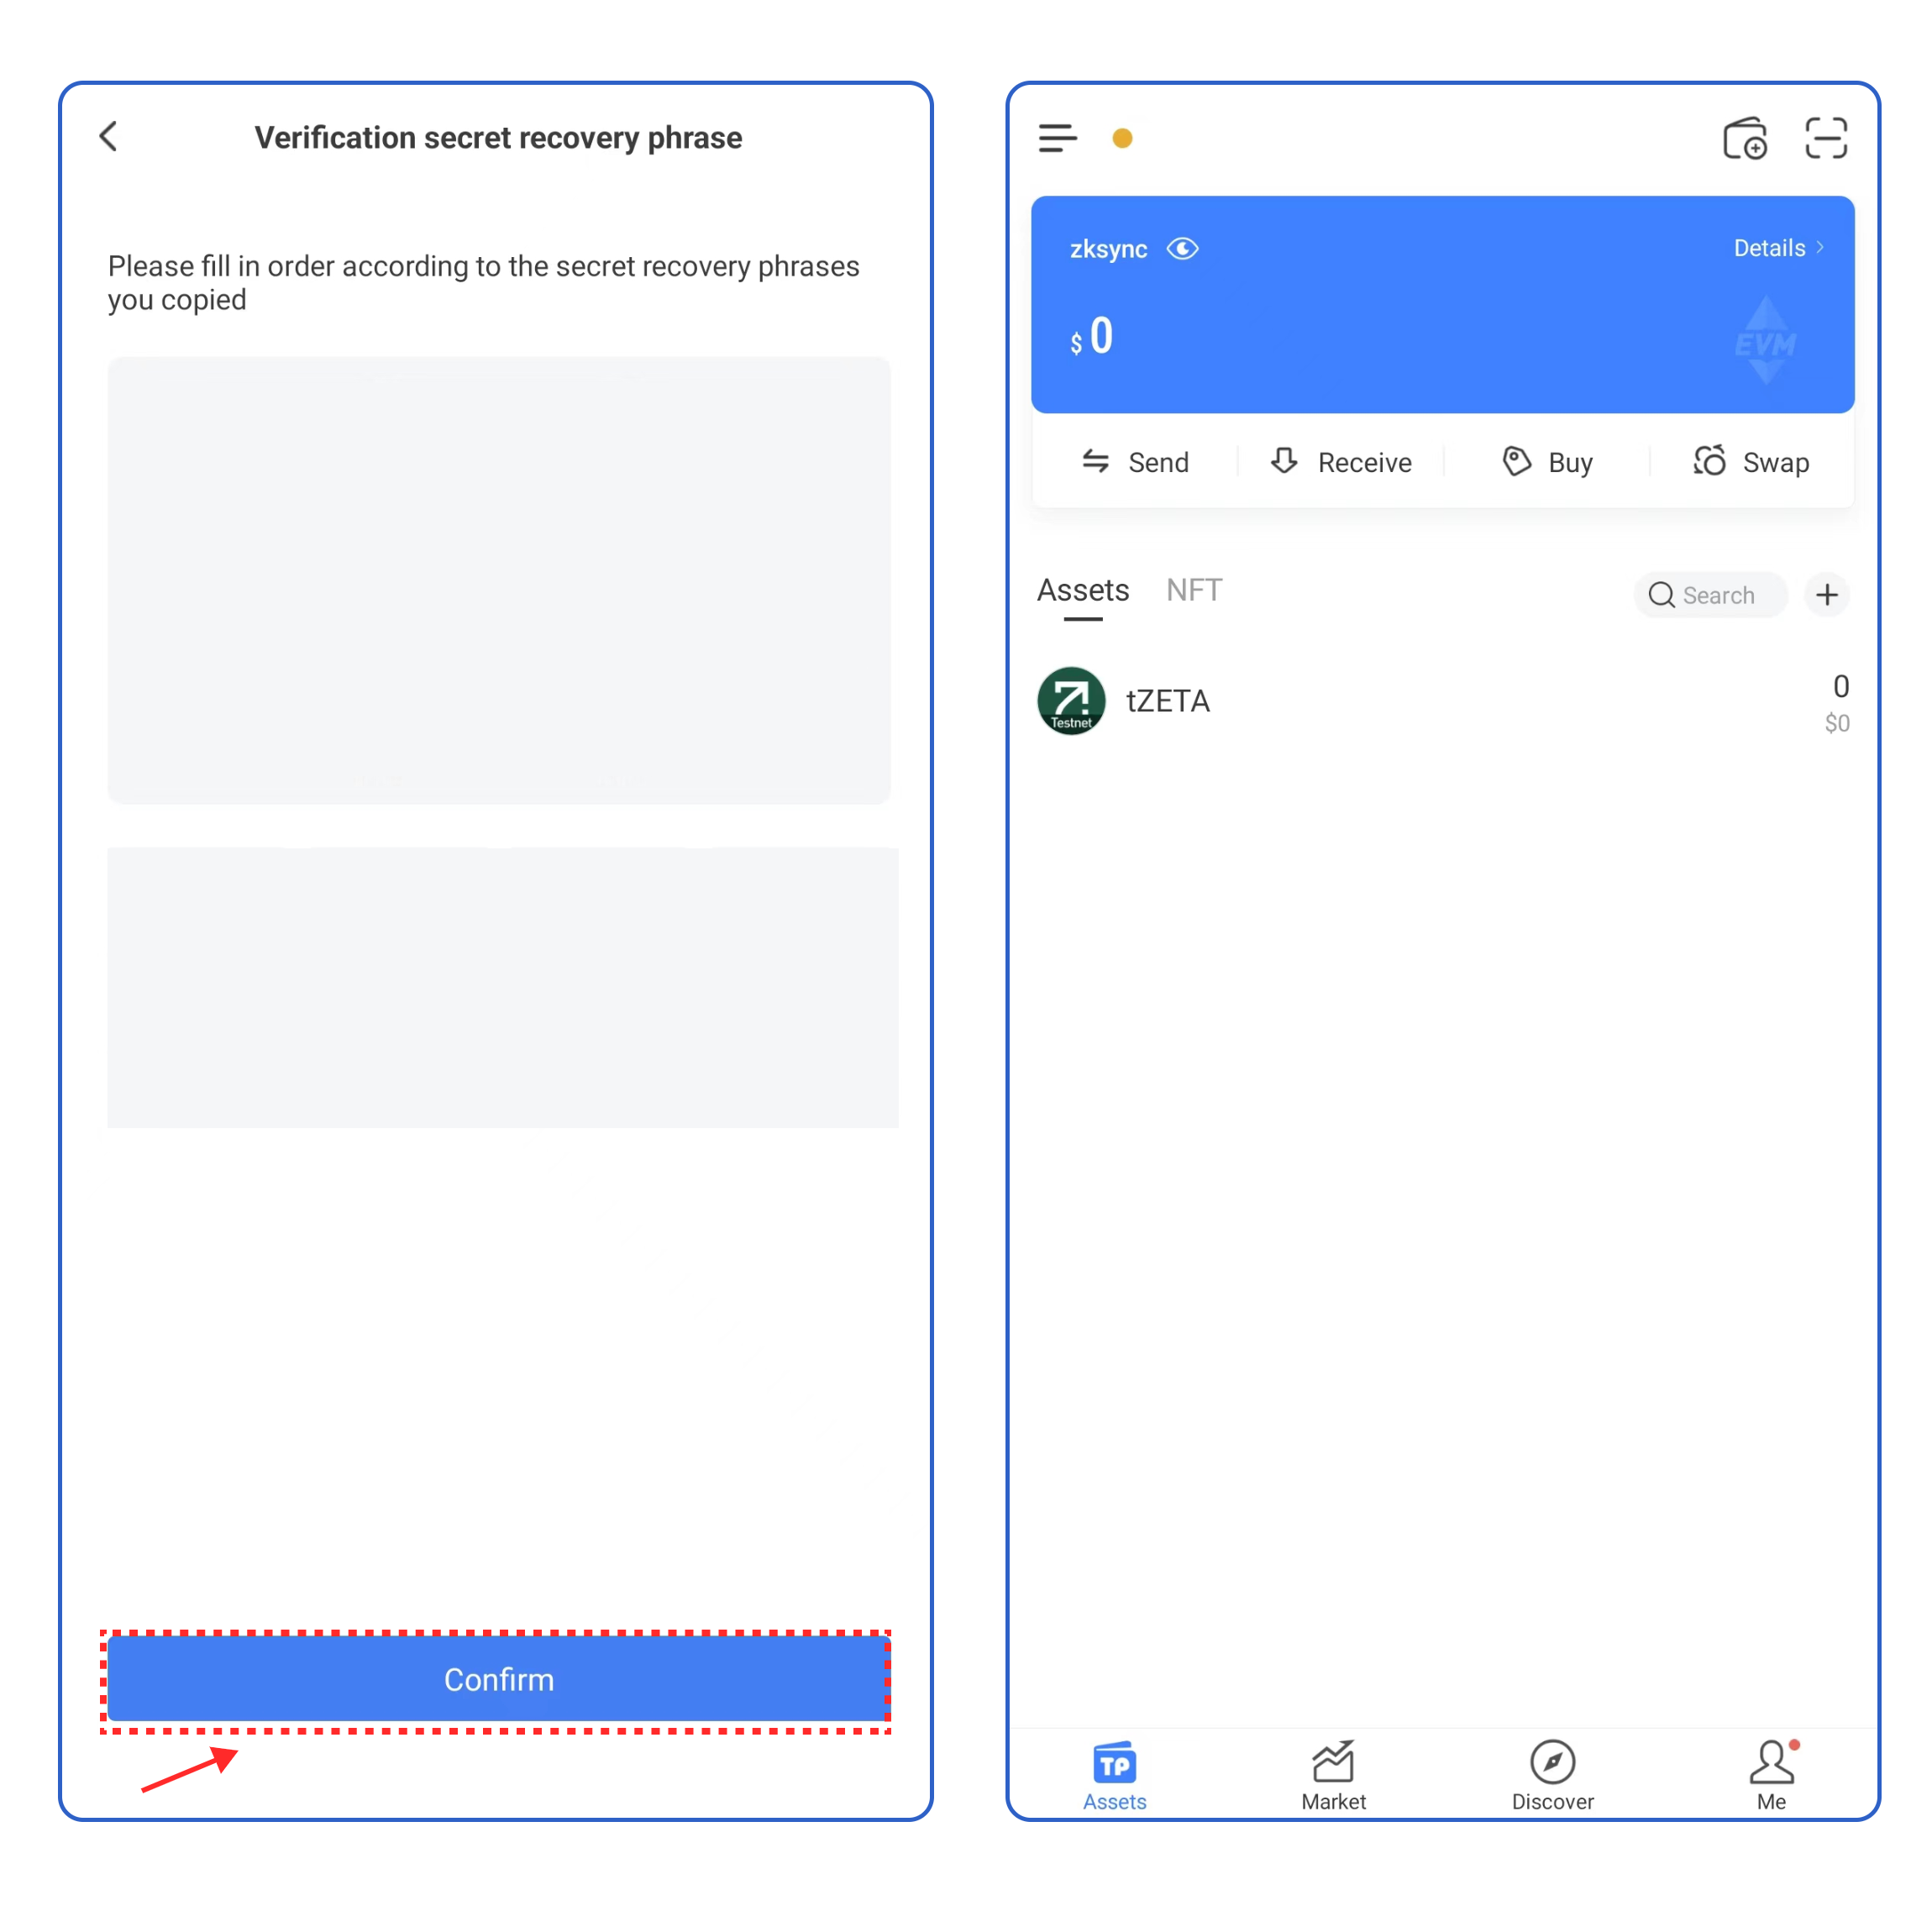 Verification secret recovery phrase
Please fill in order according to the secret recovery phrases
you copied
Confirm
zksync
Details
$ 0
EVM
Send
Receive
Buy
Swap
Assets
NFT
Search
Testnet
tZETA
0
$0
TP
Assets
Market
Discover
Me